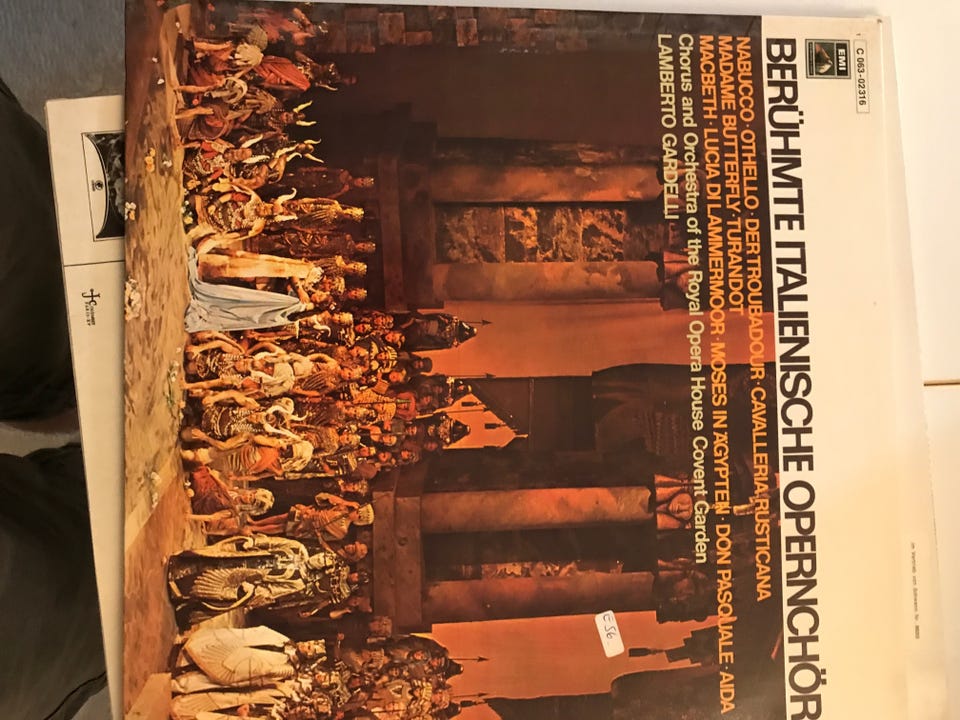 EMI
C 063-02316
BERÜHMTE ITALIENISCHE OPERNCHÖR
NABUCCO · OTHELLO · DER TROUBADOUR · CAVALLERIA RUSTICANA
MADAME BUTTERFLY · TURANDOT
MACBETH · LUCIA DI LAMMERMOOR · MOSES IN ÄGYPTEN · DON PASQUALE · AIDA
Chorus and Orchestra of the Royal Opera House Covent Garden
LAMBERTO GARDELLI
E 56.